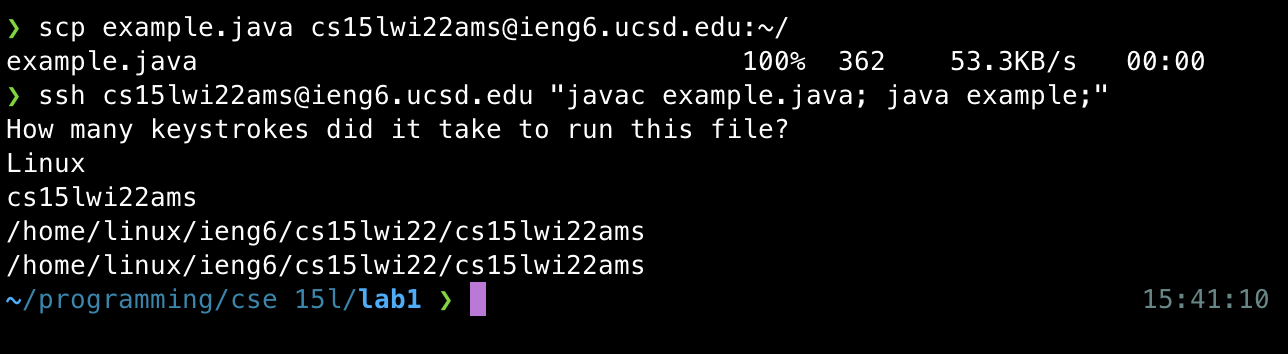 ❯ scp example.java cs15lwi22ams@ieng6.ucsd.edu:~/
example.java 100% 362 53.3KB/s 00:00
❯ ssh cs15lwi22ams@ieng6.ucsd.edu "javac example.java; java example;"
How many keystrokes did it take to run this file?
Linux
cs15lwi22ams
/home/linux/ieng6/cs15lwi22/cs15lwi22ams
/home/linux/ieng6/cs15lwi22/cs15lwi22ams
~/programming/cse 15l/lab1 ❯ 15:41:10